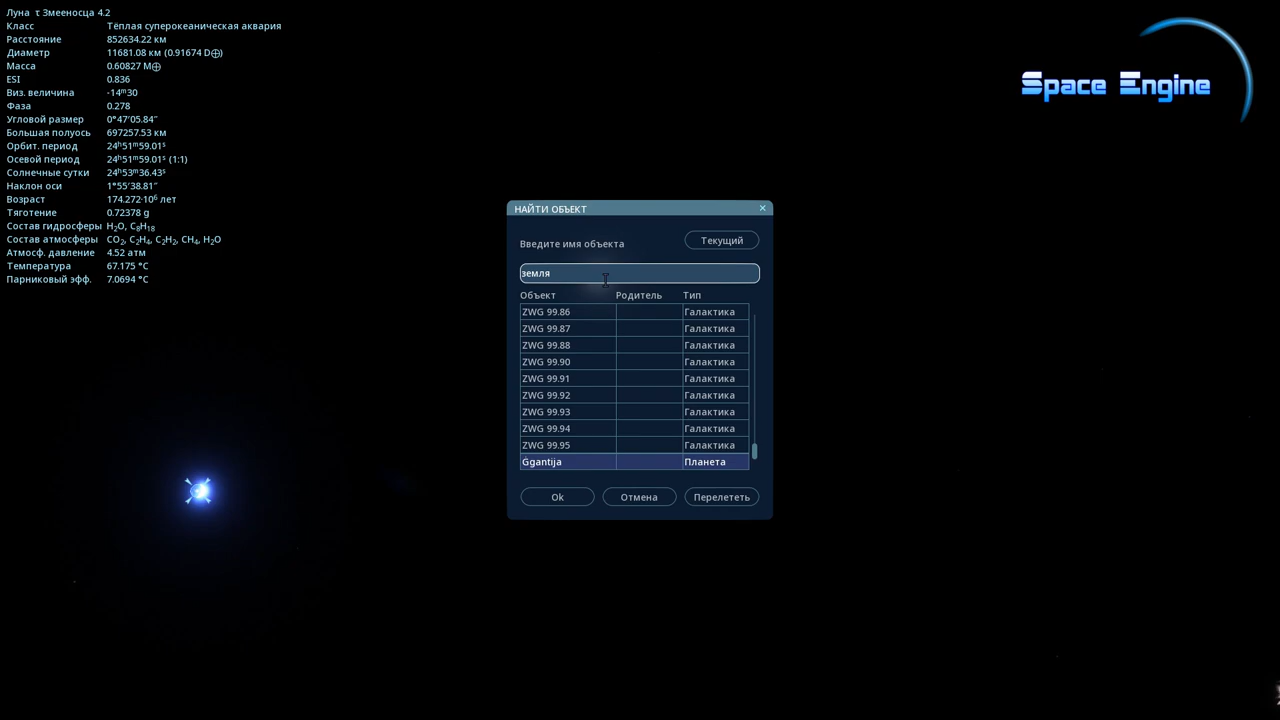 Луна τ Змееносца 4.2
Класс Тёплая суперокеаническая аквария
Расстояние 852634.22 км
Диаметр 11681.08 км (0.91674 D⊕)
Масса 0.60827 M⊕
ESI 0.836
Виз. величина -14ᵐ30
Фаза 0.278
Угловой размер 0°47′05.84″
Большая полуось 697257.53 км
Орбит. период 24ʰ51ᵐ59.01ˢ
Осевой период 24ʰ51ᵐ59.01ˢ (1:1)
Солнечные сутки 24ʰ53ᵐ36.43ˢ
Наклон оси 1°55′38.81″
Возраст 174.272·10⁶ лет
Тяготение 0.72378 g
Состав гидросферы H₂O, C₈H₁₈
Состав атмосферы CO₂, C₂H₄, C₂H₂, CH₄, H₂O
Атмосф. давление 4.52 атм
Температура 67.175 °C
Парниковый эфф. 7.0694 °C
Space Engine
НАЙТИ ОБЪЕКТ
Введите имя объекта Текущий
земля
Объект Родитель Тип
ZWG 99.86 Галактика
ZWG 99.87 Галактика
ZWG 99.88 Галактика
ZWG 99.90 Галактика
ZWG 99.91 Галактика
ZWG 99.92 Галактика
ZWG 99.93 Галактика
ZWG 99.94 Галактика
ZWG 99.95 Галактика
Ġgantija Планета
Ok Отмена Перелететь